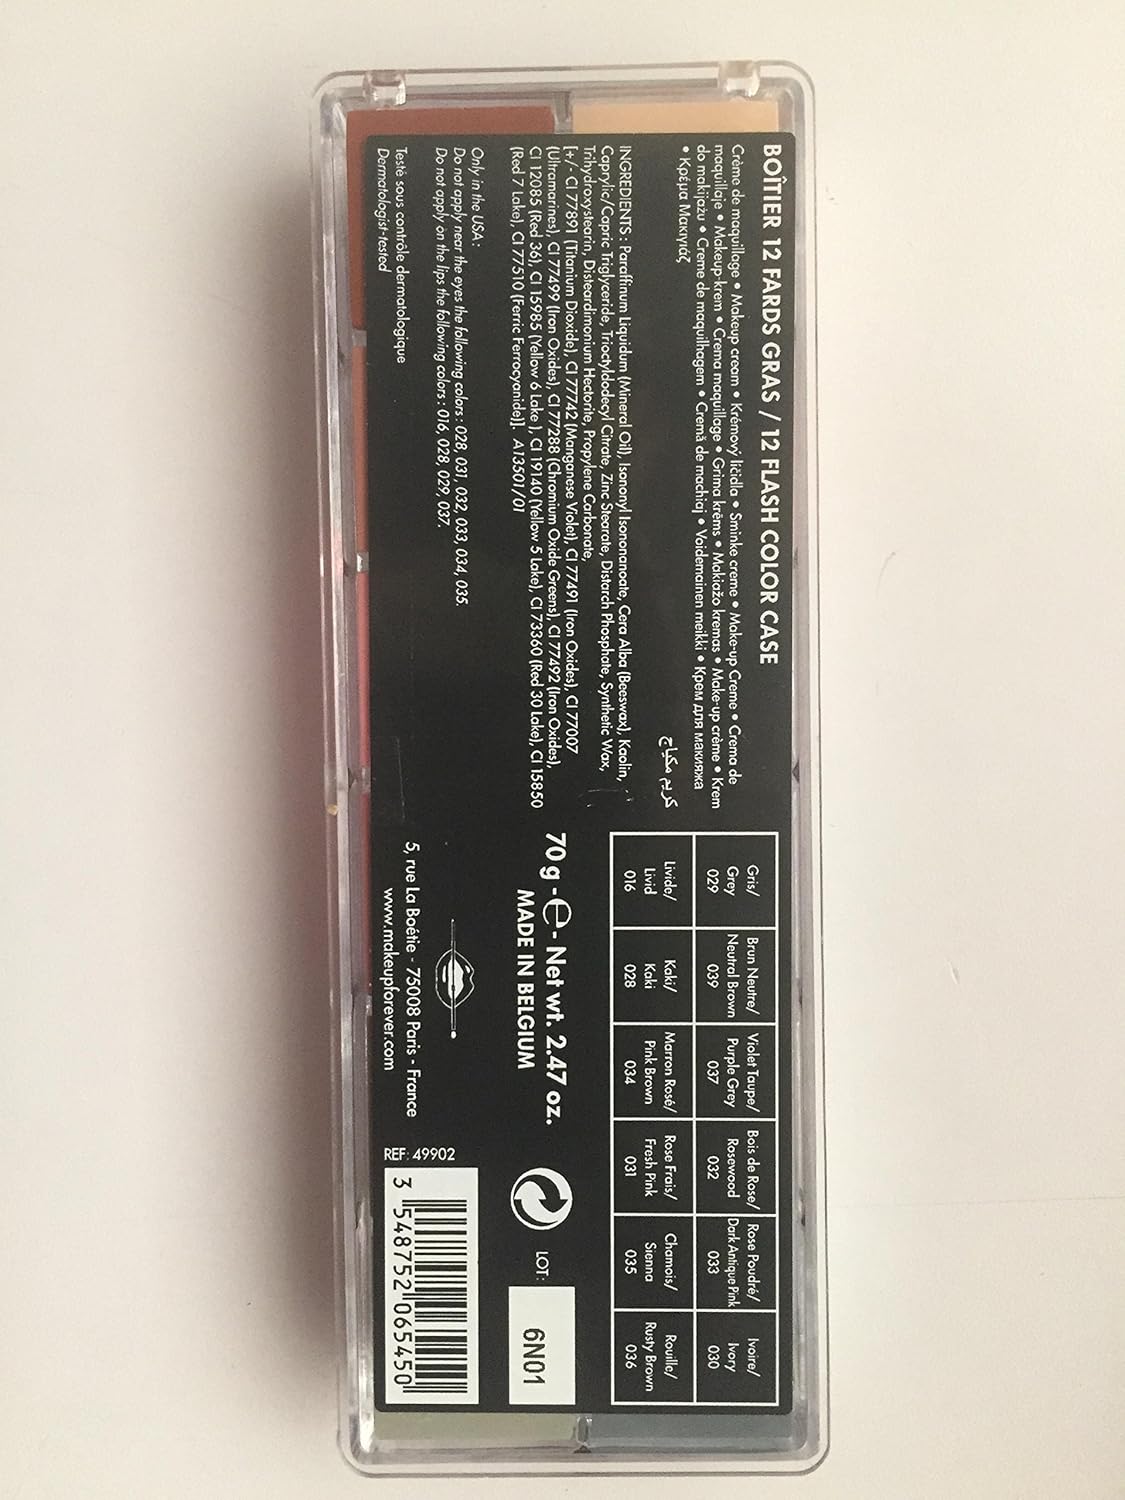 BOÎTIER 12 FARDS GRAS / 12 FLASH COLOR CASE
Crème de maquillage • Makeup cream • Krémový líčidla • Sminke creme • Make-up Creme • Crema de
maquillaje • Makeup-krem • Crema maquillage • Grima krēms • Makiažo kremas • Make-up crème • Krem
do makijażu • Creme de maquilhagem • Cremă de machiaj • Voidemainen meikki • Крем для макияжа
• Κρέμα Μακιγιάζ
كريم مكياج
INGREDIENTS : Paraffinum Liquidum (Mineral Oil), Isononyl Isononanoate, Cera Alba (Beeswax), Kaolin,
Caprylic/Capric Triglyceride, Trioctyldodecyl Citrate, Zinc Stearate, Distarch Phosphate, Synthetic Wax,
Trihydroxystearin, Disteardimonium Hectorite, Propylene Carbonate,
[+/- CI 77891 (Titanium Dioxide), CI 77742 (Manganese Violet), CI 77491 (Iron Oxides), CI 77007
(Ultramarines), CI 77499 (Iron Oxides), CI 77288 (Chromium Oxide Greens), CI 77492 (Iron Oxides),
CI 12085 (Red 36), CI 15985 (Yellow 6 Lake ), CI 19140 (Yellow 5 Lake), CI 73360 (Red 30 Lake), CI 15850
(Red 7 Lake), CI 77510 (Ferric Ferrocyanide)]. A13501/01
Only in the USA :
Do not apply near the eyes the following colors : 028, 031, 032, 033, 034, 035.
Do not apply on the lips the following colors : 016, 028, 029, 037.
Testé sous contrôle dermatologique
Dermatologist-tested
Gris/
Grey
029
Brun Neutre/
Neutral Brown
039
Violet Taupe/
Purple Grey
037
Bois de Rose/
Rosewood
032
Rose Poudré/
Dark Antique Pink
033
Ivoire/
Ivory
030
Livide/
Livid
016
Kaki/
Kaki
028
Marron Rosé/
Pink Brown
034
Rose Frais/
Fresh Pink
031
Chamois/
Sienna
035
Rouille/
Rusty Brown
036
70 g - e - Net wt. 2.47 oz.
MADE IN BELGIUM
LOT :
6N01
5, rue La Boétie - 75008 Paris - France
www.makeupforever.com
REF: 49902
3 548752 065450